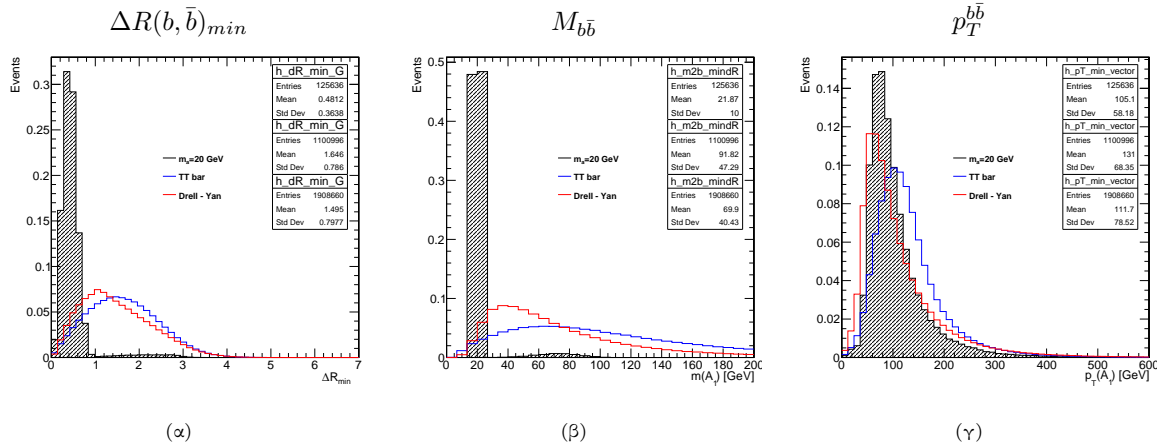 ΔR(b, b̄)min
Events
0.3
0.25
0.2
0.15
0.1
0.05
0
0 1 2 3 4 5 6 7
ΔRmin
h_dR_min_G
Entries 125636
Mean 0.4812
Std Dev 0.3638
h_dR_min_G
Entries 1100996
Mean 1.646
Std Dev 0.786
h_dR_min_G
Entries 1908660
Mean 1.495
Std Dev 0.7977
ma=20 GeV
TT bar
Drell - Yan
(α)
Mbb̄
Events
0.5
0.4
0.3
0.2
0.1
0
0 20 40 60 80 100 120 140 160 180 200
m(A1) [GeV]
h_m2b_mindR
Entries 125636
Mean 21.87
Std Dev 10
h_m2b_mindR
Entries 1100996
Mean 91.82
Std Dev 47.29
h_m2b_mindR
Entries 1908660
Mean 69.9
Std Dev 40.43
ma=20 GeV
TT bar
Drell - Yan
(β)
pTbb̄
Events
0.16
0.14
0.12
0.1
0.08
0.06
0.04
0.02
0
0 100 200 300 400 500 600
pT(A1) [GeV]
h_pT_min_vector
Entries 125636
Mean 105.1
Std Dev 58.18
h_pT_min_vector
Entries 1100996
Mean 131
Std Dev 68.35
h_pT_min_vector
Entries 1908660
Mean 111.7
Std Dev 78.52
ma=20 GeV
TT bar
Drell - Yan
(γ)